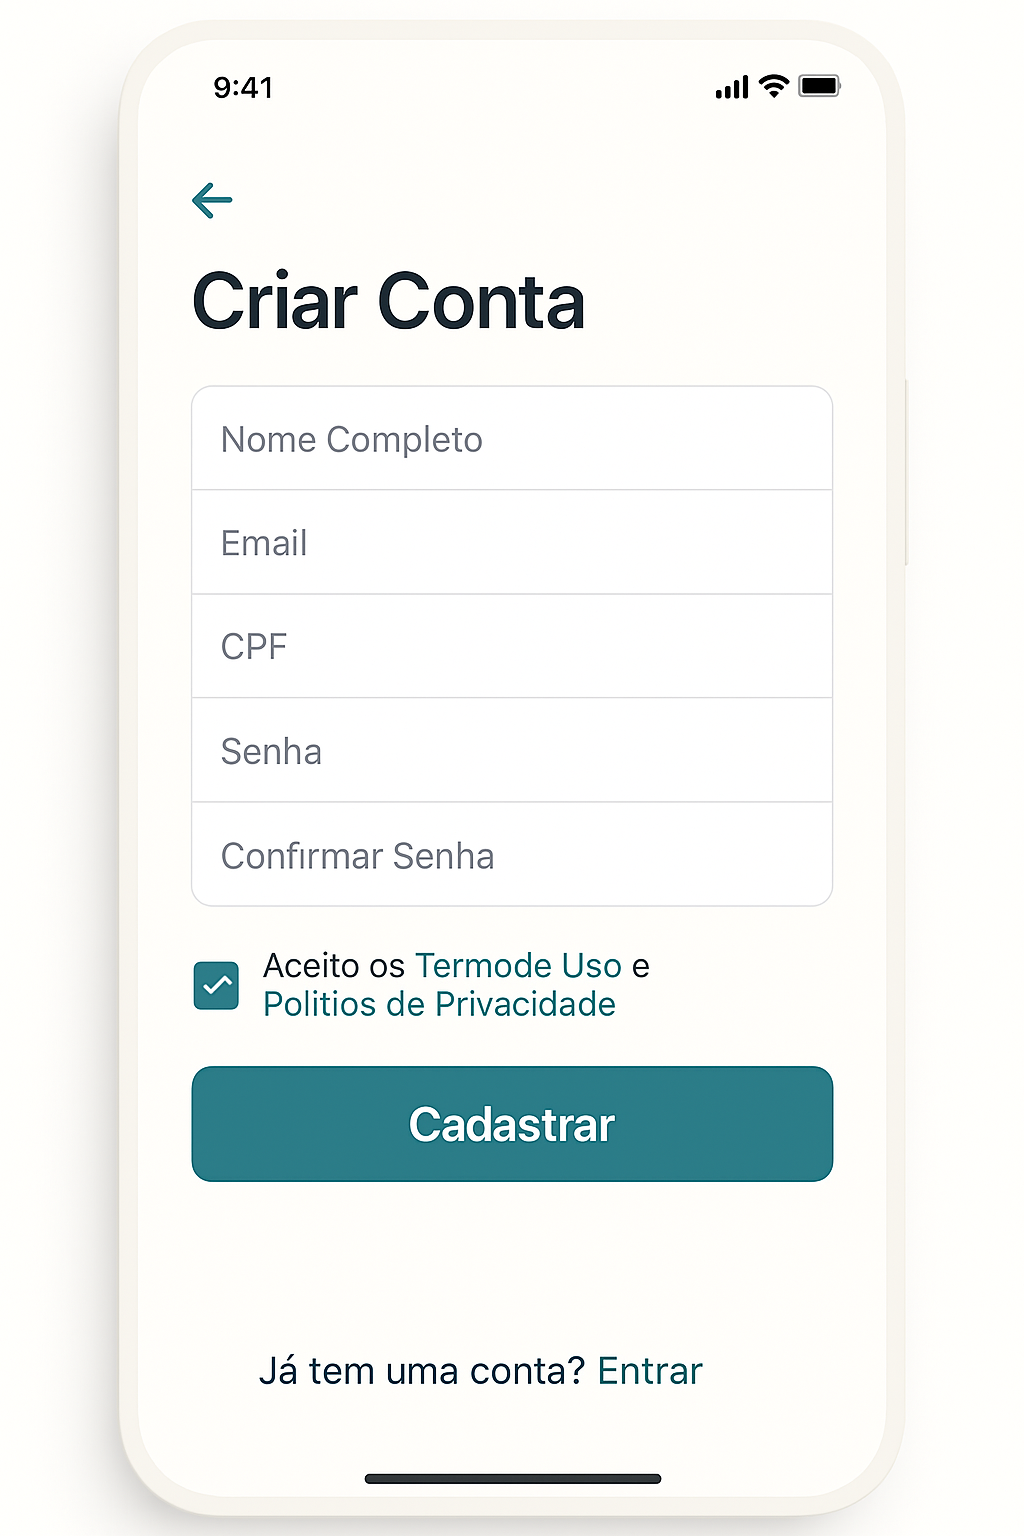 9:41
Criar Conta
Nome Completo
Email
CPF
Senha
Confirmar Senha
Aceito os Termode Uso e
Politios de Privacidade
Cadastrar
Já tem uma conta? Entrar